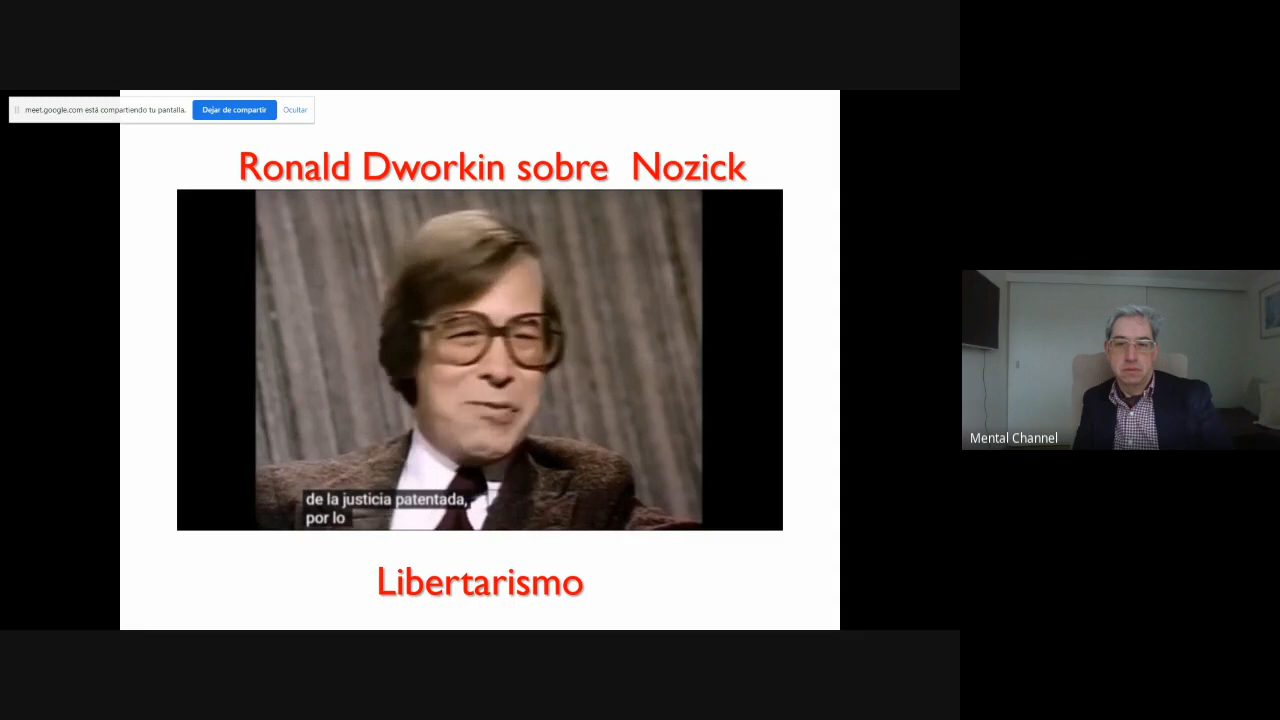 meet.google.com está compartiendo tu pantalla.
Dejar de compartir
Ocultar
Ronald Dworkin sobre Nozick
de la justicia patentada,
por lo
Libertarismo
Mental Channel